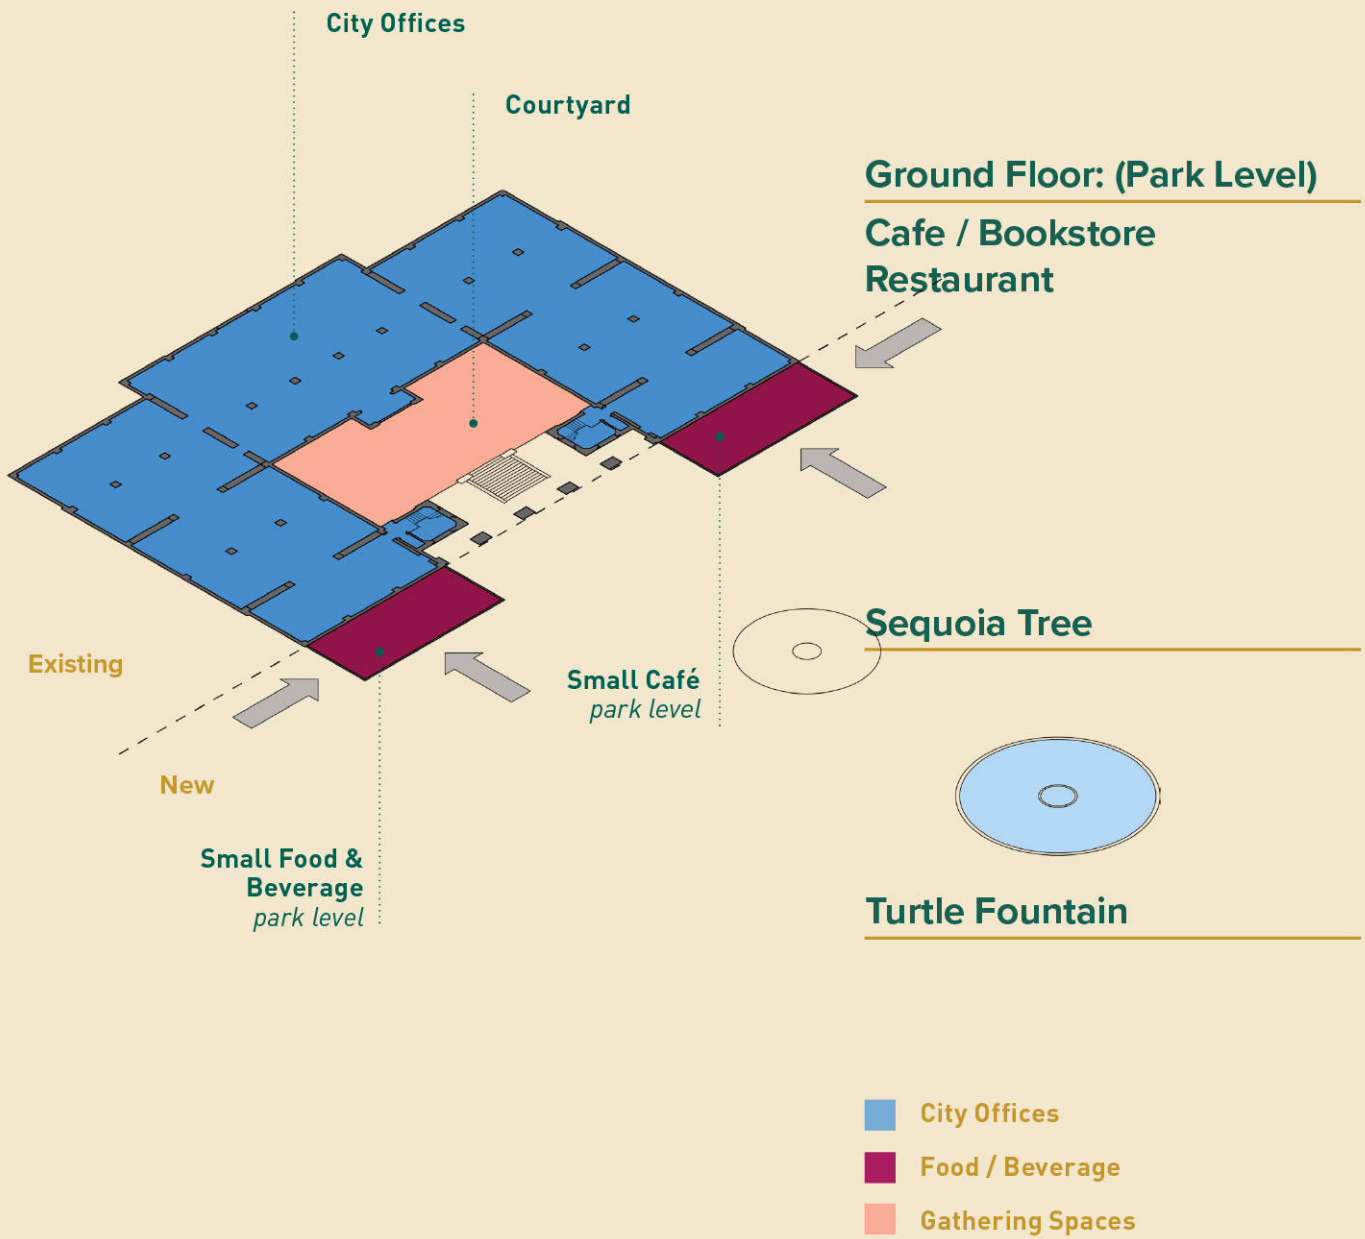 City Offices
Courtyard
Ground Floor: (Park Level)
Cafe / Bookstore
Restaurant
Sequoia Tree
Existing
Small Café
park level
New
Small Food &
Beverage
park level
Turtle Fountain
City Offices
Food / Beverage
Gathering Spaces